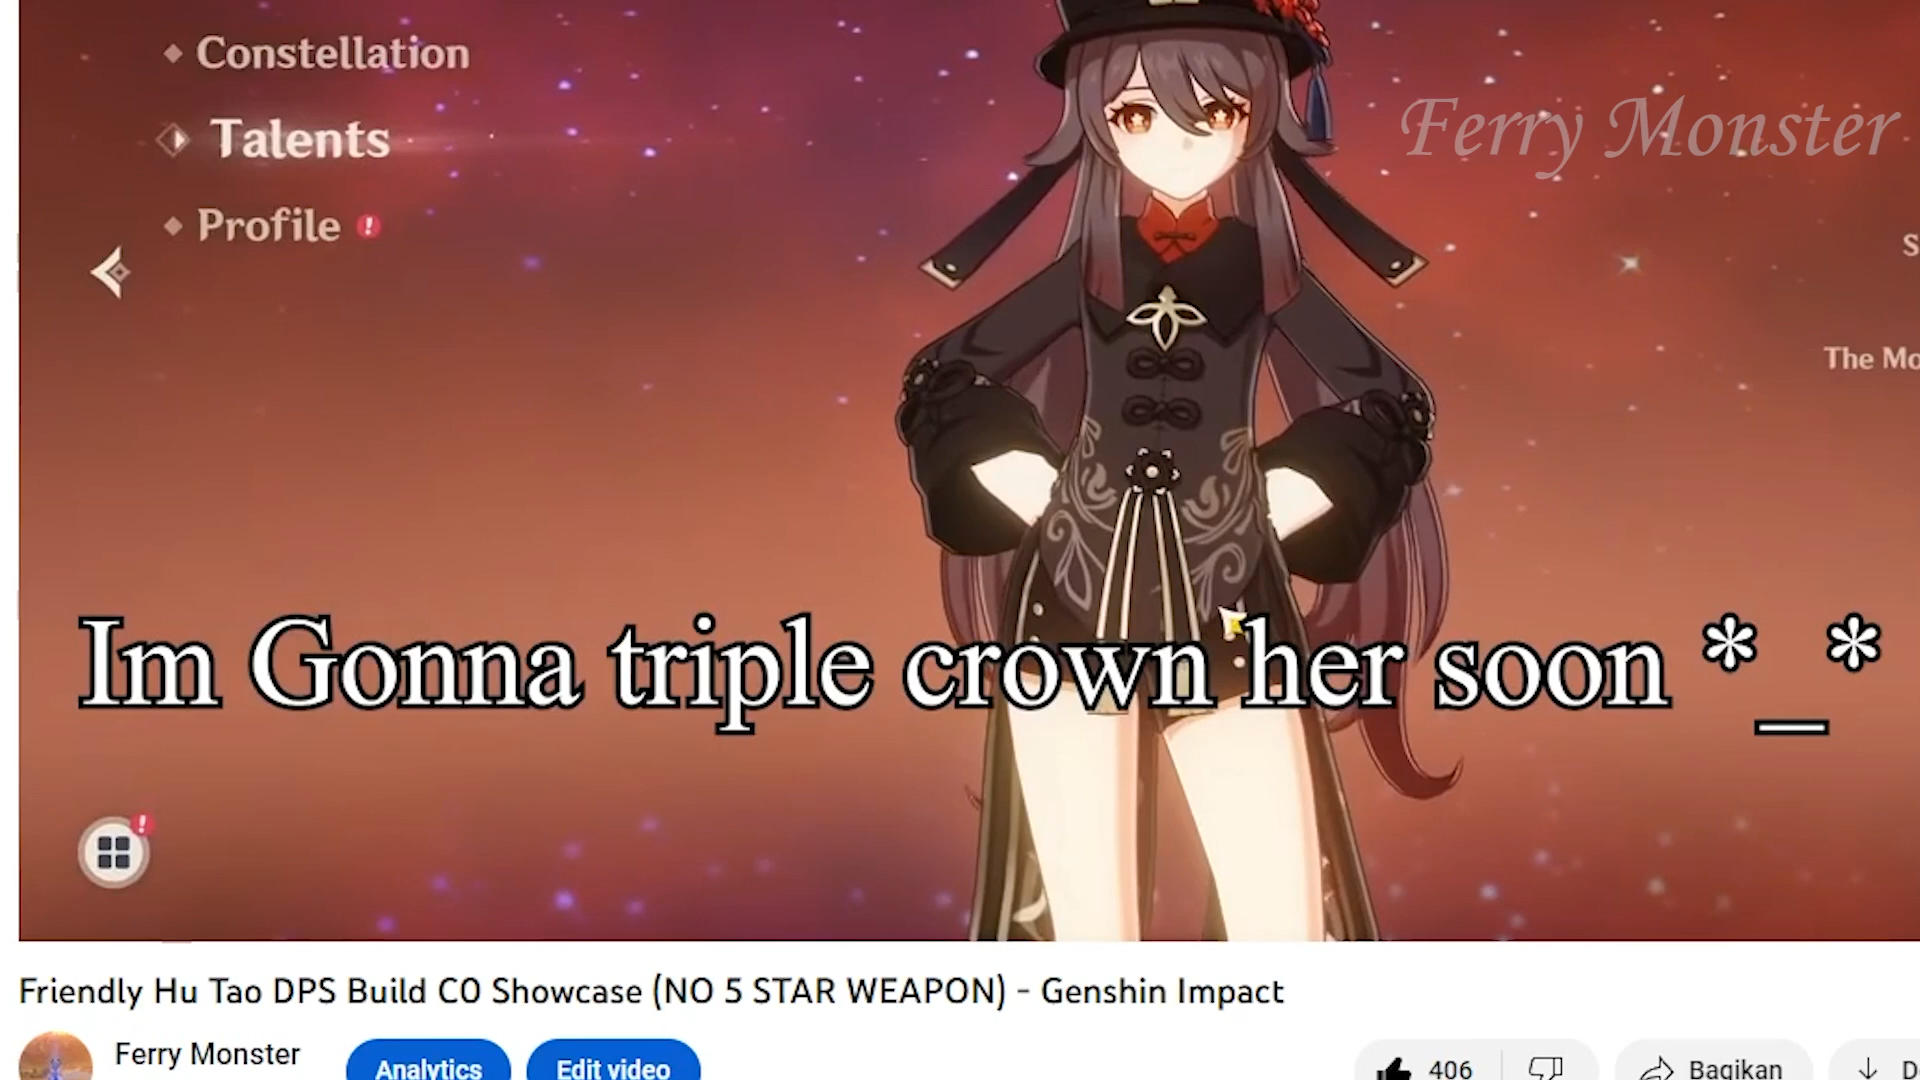 Constellation
Talents
Profile
Ferry Monster
The Mo
Im Gonna triple crown her soon *_*
Friendly Hu Tao DPS Build C0 Showcase (NO 5 STAR WEAPON) - Genshin Impact
Ferry Monster
Analytics
Edit video
406
Bagikan